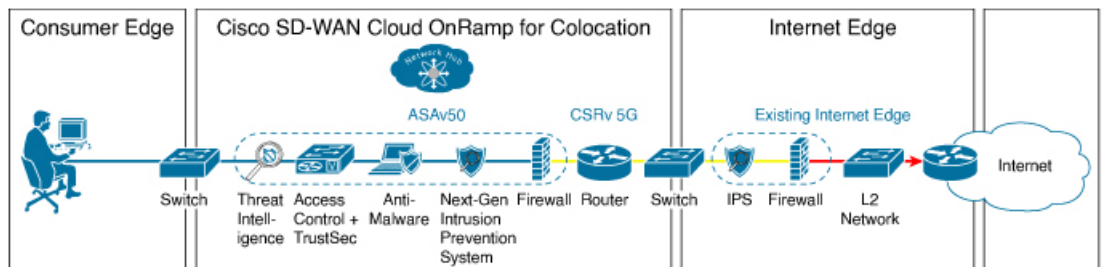 Consumer Edge
Cisco SD-WAN Cloud OnRamp for Colocation
Internet Edge
Network Hub
ASAv50
CSRv 5G
Existing Internet Edge
Internet
Switch
Threat
Intell-
igence
Access
Control +
TrustSec
Anti-
Malware
Next-Gen
Intrusion
Prevention
System
Firewall
Router
Switch
IPS
Firewall
L2
Network